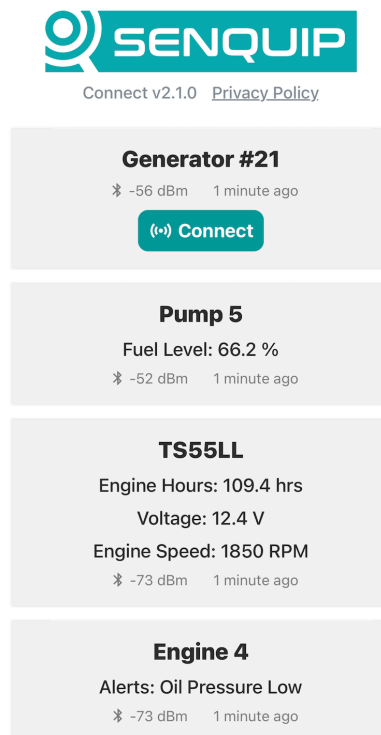 SENQUIP
Connect v2.1.0 Privacy Policy
Generator #21
-56 dBm 1 minute ago
Connect
Pump 5
Fuel Level: 66.2 %
-52 dBm 1 minute ago
TS55LL
Engine Hours: 109.4 hrs
Voltage: 12.4 V
Engine Speed: 1850 RPM
-73 dBm 1 minute ago
Engine 4
Alerts: Oil Pressure Low
-73 dBm 1 minute ago